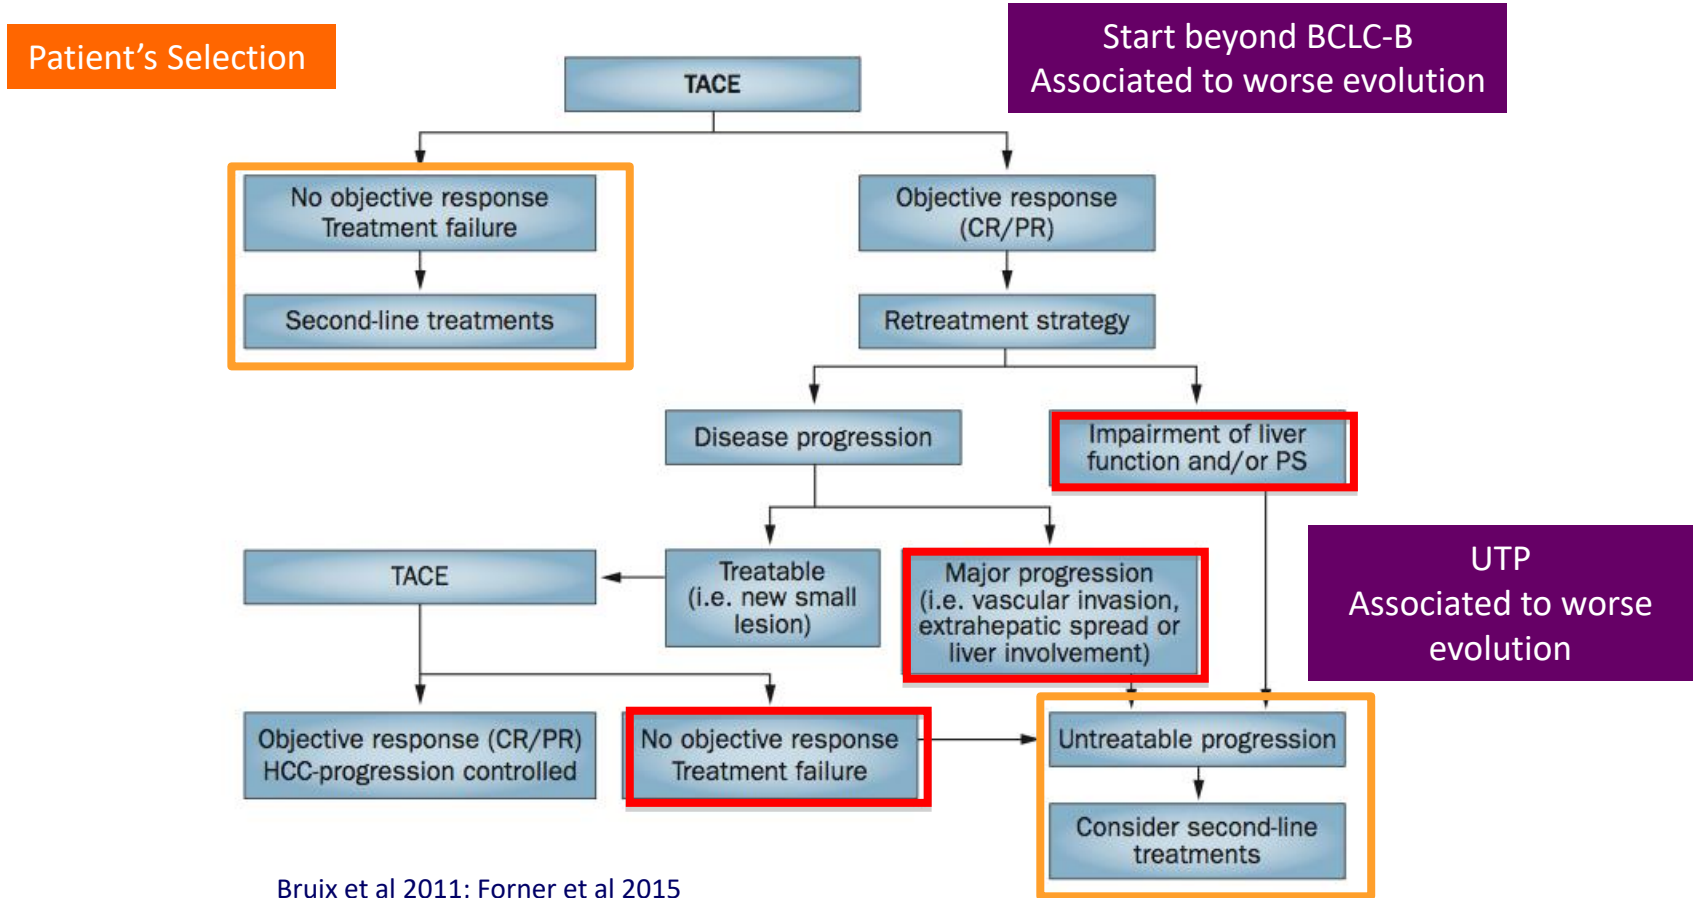 Patient's Selection
Start beyond BCLC-B
Associated to worse evolution
TACE
No objective response
Treatment failure
Objective response
(CR/PR)
Second-line treatments
Retreatment strategy
Disease progression
Impairment of liver
function and/or PS
TACE
Treatable
(i.e. new small
lesion)
Major progression
(i.e. vascular invasion,
extrahepatic spread or
liver involvement)
UTP
Associated to worse
evolution
Objective response (CR/PR)
HCC-progression controlled
No objective response
Treatment failure
Untreatable progression
Consider second-line
treatments
Bruix et al 2011; Forner et al 2015